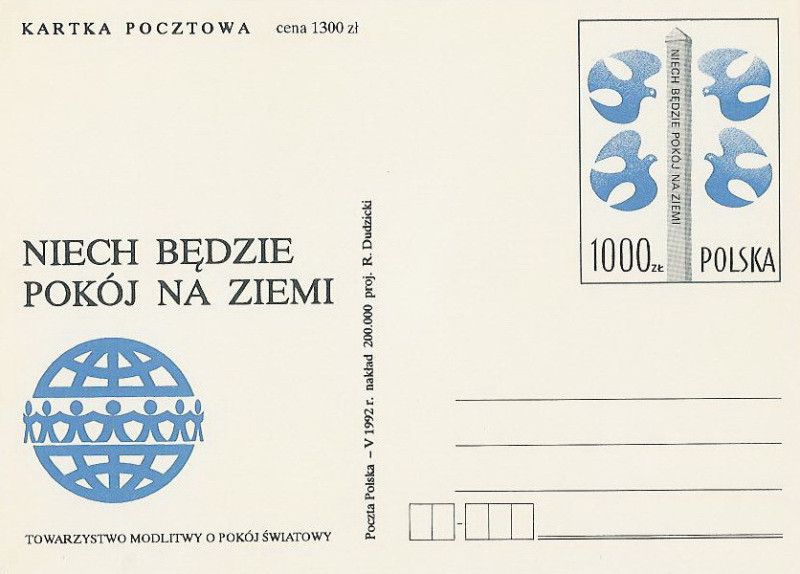 KARTKA POCZTOWA cena 1300 zł
NIECH BĘDZIE POKÓJ NA ZIEMI
1000 ZŁ POLSKA
NIECH BĘDZIE
POKÓJ NA ZIEMI
TOWARZYSTWO MODLITWY O POKÓJ ŚWIATOWY
Poczta Polska – V 1992 r. nakład 200.000 proj. R. Dudzicki
-